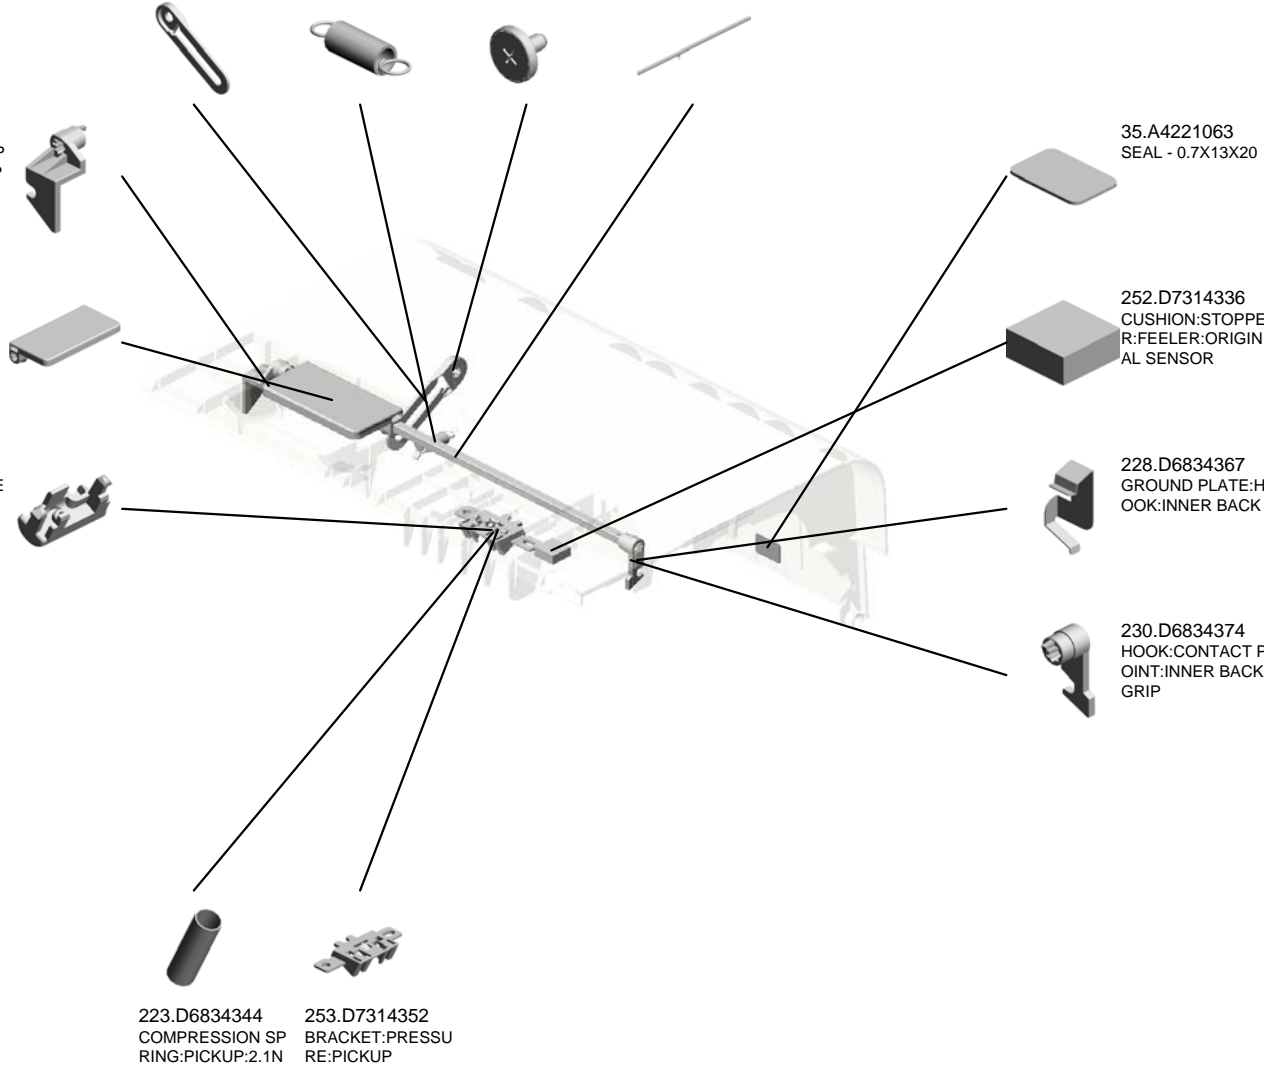 35.A4221063
SEAL - 0.7X13X20
252.D7314336
CUSHION:STOPPE
R:FEELER:ORIGIN
AL SENSOR
228.D6834367
GROUND PLATE:H
OOK:INNER BACK
230.D6834374
HOOK:CONTACT P
OINT:INNER BACK
GRIP
223.D6834344
COMPRESSION SP
RING:PICKUP:2.1N
253.D7314352
BRACKET:PRESSU
RE:PICKUP